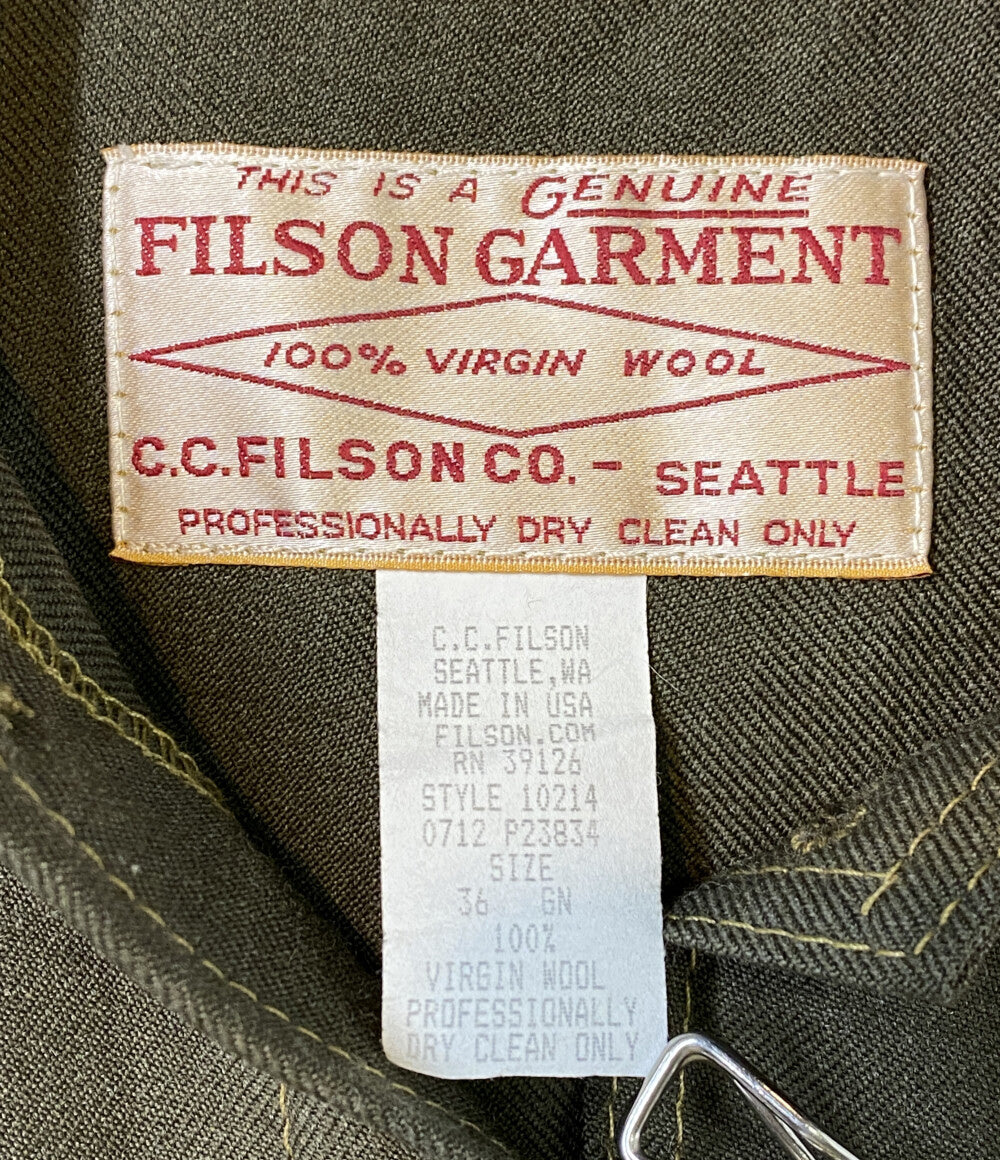 THIS IS A GENUINE
FILSON GARMENT
100% VIRGIN WOOL
C.C.FILSON CO. - SEATTLE
PROFESSIONALLY DRY CLEAN ONLY
C.C.FILSON
SEATTLE,WA
MADE IN USA
FILSON.COM
RN 39126
STYLE 10214
0712 P23834
SIZE
36 GN
100%
VIRGIN WOOL
PROFESSIONALLY
DRY CLEAN ONLY